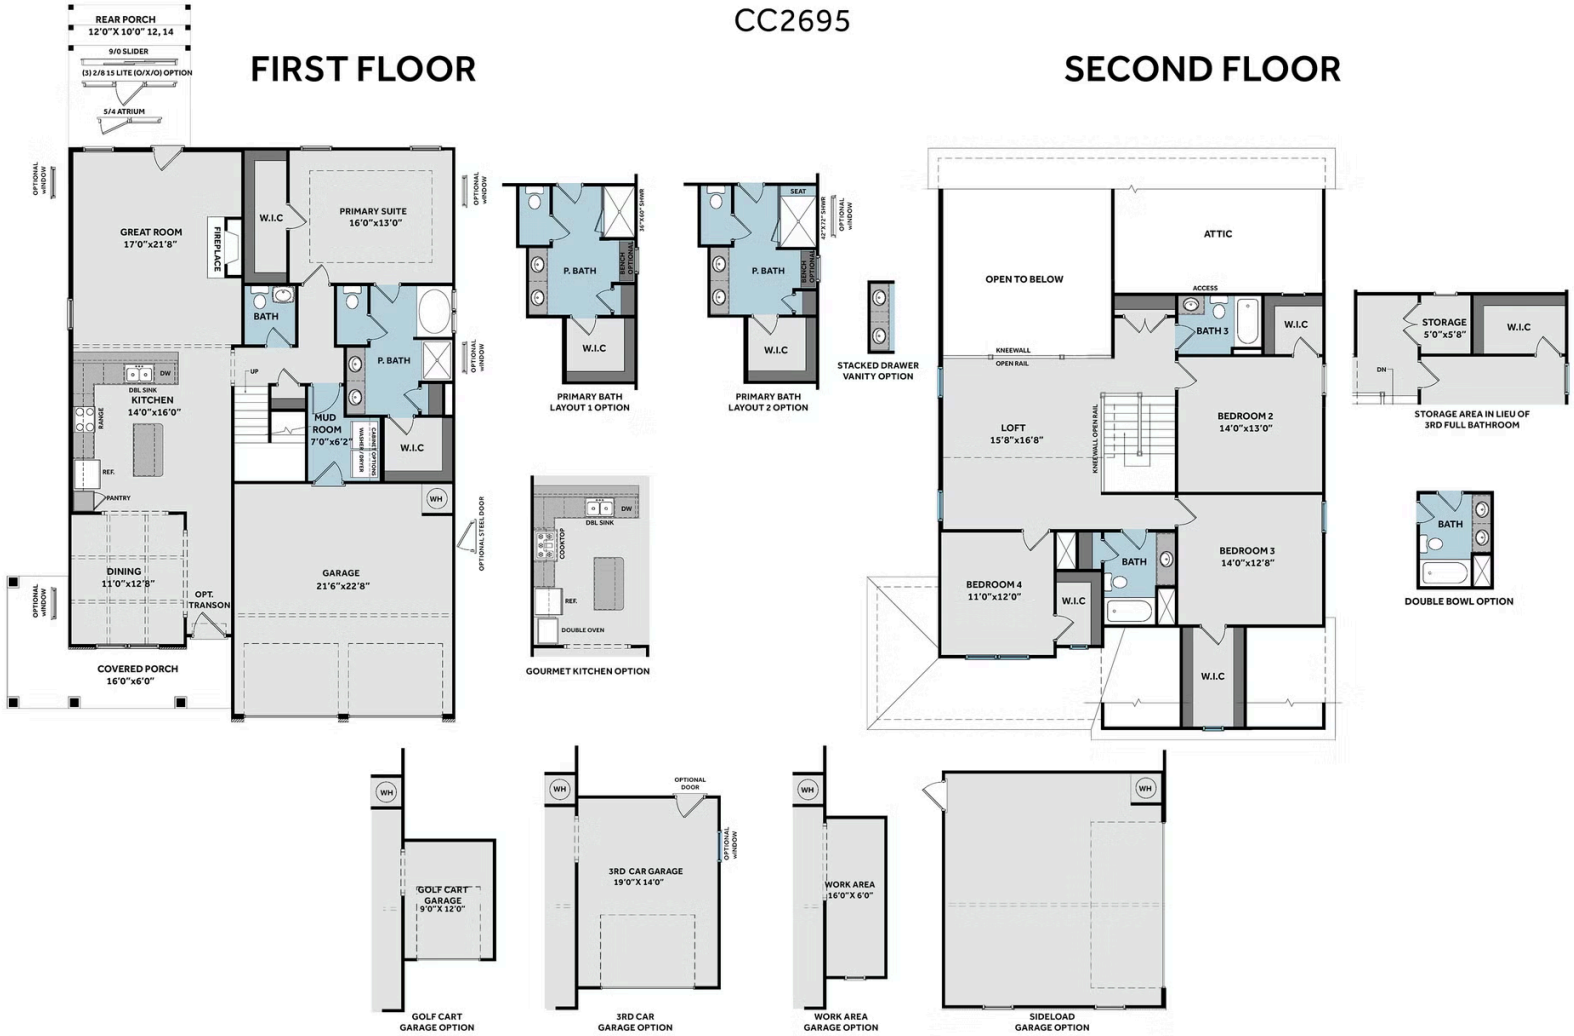 CC2695
FIRST FLOOR
SECOND FLOOR
REAR PORCH
12'0"X 10'0" 12, 14
9/0 SLIDER
(3) 2/8 15 LITE (O/X/O) OPTION
5/4 ATRIUM
OPTIONAL
WINDOW
GREAT ROOM
17'0"x21'8"
FIREPLACE
W.I.C
PRIMARY SUITE
16'0"x13'0"
OPTIONAL
WINDOW
BATH
P. BATH
OPTIONAL
WINDOW
UP
DW
DBL SINK
KITCHEN
14'0"x16'0"
RANGE
REF.
PANTRY
MUD
ROOM
7'0"x6'2"
CABINET OPTIONS
WASHER / DRYER
W.I.C
WH
OPTIONAL STEEL DOOR
DINING
11'0"x12'8"
OPTIONAL
WINDOW
OPT.
TRANSON
GARAGE
21'6"x22'8"
COVERED PORCH
16'0"x6'0"
36"X60" SHWR
P. BATH
BENCH
OPTIONAL
W.I.C
PRIMARY BATH
LAYOUT 1 OPTION
SEAT
42"X72" SHWR
OPTIONAL
WINDOW
P. BATH
BENCH
OPTIONAL
W.I.C
PRIMARY BATH
LAYOUT 2 OPTION
STACKED DRAWER
VANITY OPTION
DW
DBL SINK
COOKTOP
REF.
DOUBLE OVEN
GOURMET KITCHEN OPTION
OPEN TO BELOW
ATTIC
ACCESS
BATH 3
W.I.C
KNEEWALL
OPEN RAIL
LOFT
15'8"x16'8"
KNEEWALL OPEN RAIL
BEDROOM 2
14'0"x13'0"
BEDROOM 3
14'0"x12'8"
BEDROOM 4
11'0"x12'0"
BATH
W.I.C
W.I.C
STORAGE
5'0"x5'8"
W.I.C
DN
STORAGE AREA IN LIEU OF
3RD FULL BATHROOM
BATH
DOUBLE BOWL OPTION
WH
GOLF CART
GARAGE
9'0"X 12'0"
GOLF CART
GARAGE OPTION
WH
OPTIONAL
DOOR
OPTIONAL
WINDOW
3RD CAR GARAGE
19'0"X 14'0"
3RD CAR
GARAGE OPTION
WH
WORK AREA
16'0"X 6'0"
WORK AREA
GARAGE OPTION
WH
SIDELOAD
GARAGE OPTION